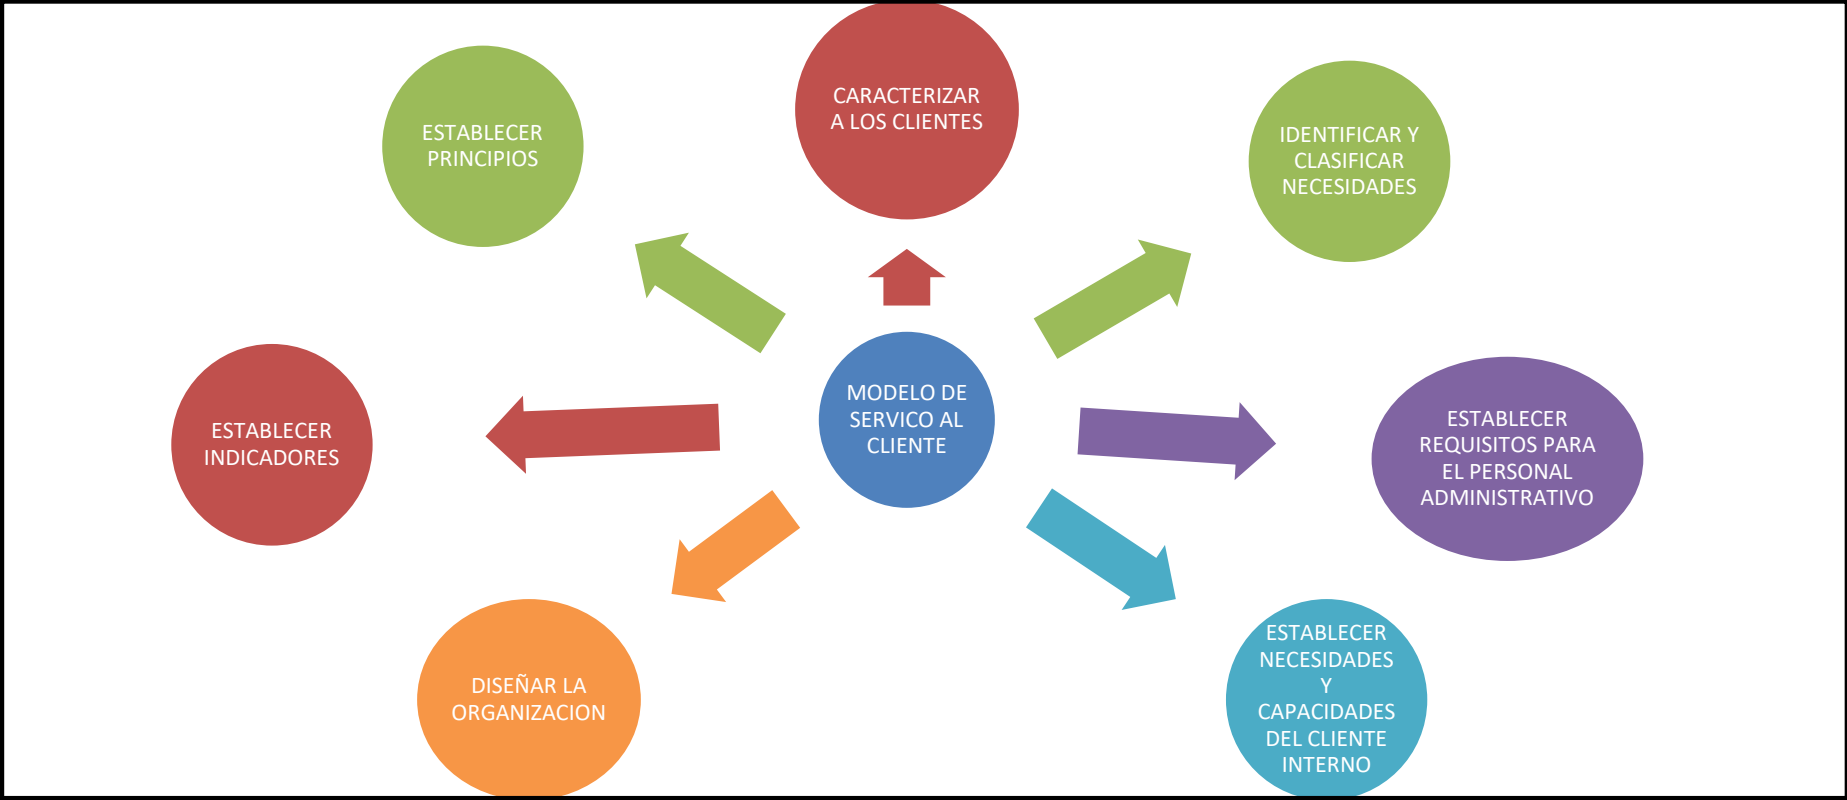 CARACTERIZAR
A LOS CLIENTES
ESTABLECER
PRINCIPIOS
IDENTIFICAR Y
CLASIFICAR
NECESIDADES
MODELO DE
SERVICO AL
CLIENTE
ESTABLECER
INDICADORES
ESTABLECER
REQUISITOS PARA
EL PERSONAL
ADMINISTRATIVO
DISEÑAR LA
ORGANIZACION
ESTABLECER
NECESIDADES
Y
CAPACIDADES
DEL CLIENTE
INTERNO